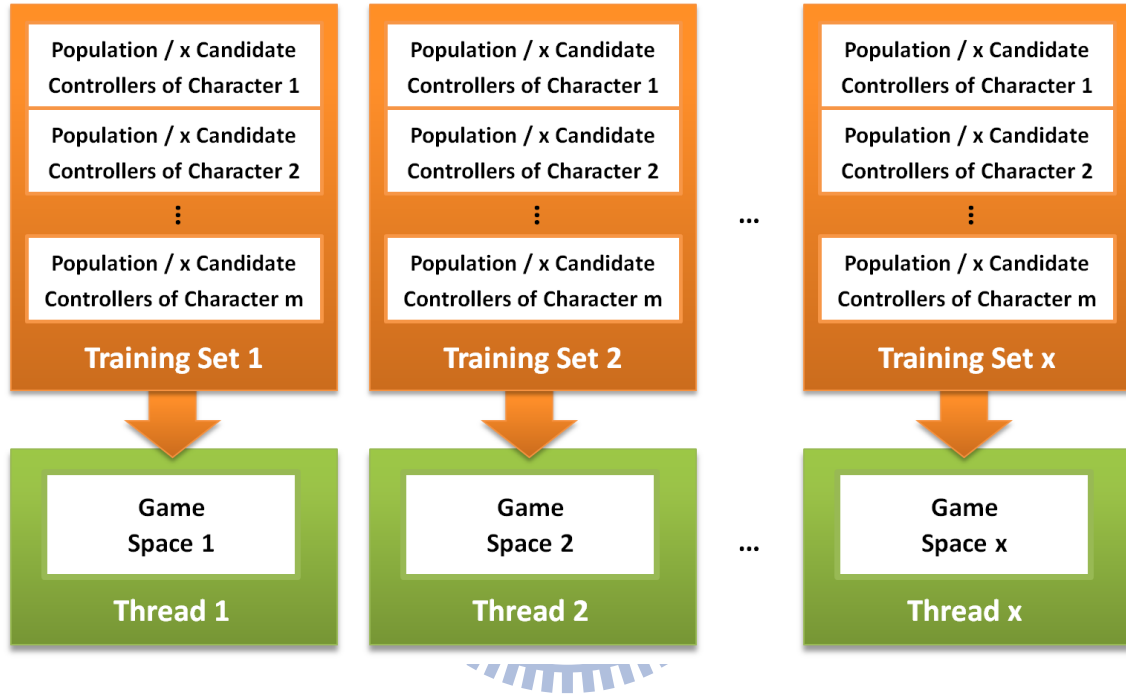 Population / x Candidate
Controllers of Character 1
Population / x Candidate
Controllers of Character 2
⋮
Population / x Candidate
Controllers of Character m
Training Set 1
Population / x Candidate
Controllers of Character 1
Population / x Candidate
Controllers of Character 2
⋮
Population / x Candidate
Controllers of Character m
Training Set 2
...
Population / x Candidate
Controllers of Character 1
Population / x Candidate
Controllers of Character 2
⋮
Population / x Candidate
Controllers of Character m
Training Set x
Game
Space 1
Thread 1
Game
Space 2
Thread 2
...
Game
Space x
Thread x